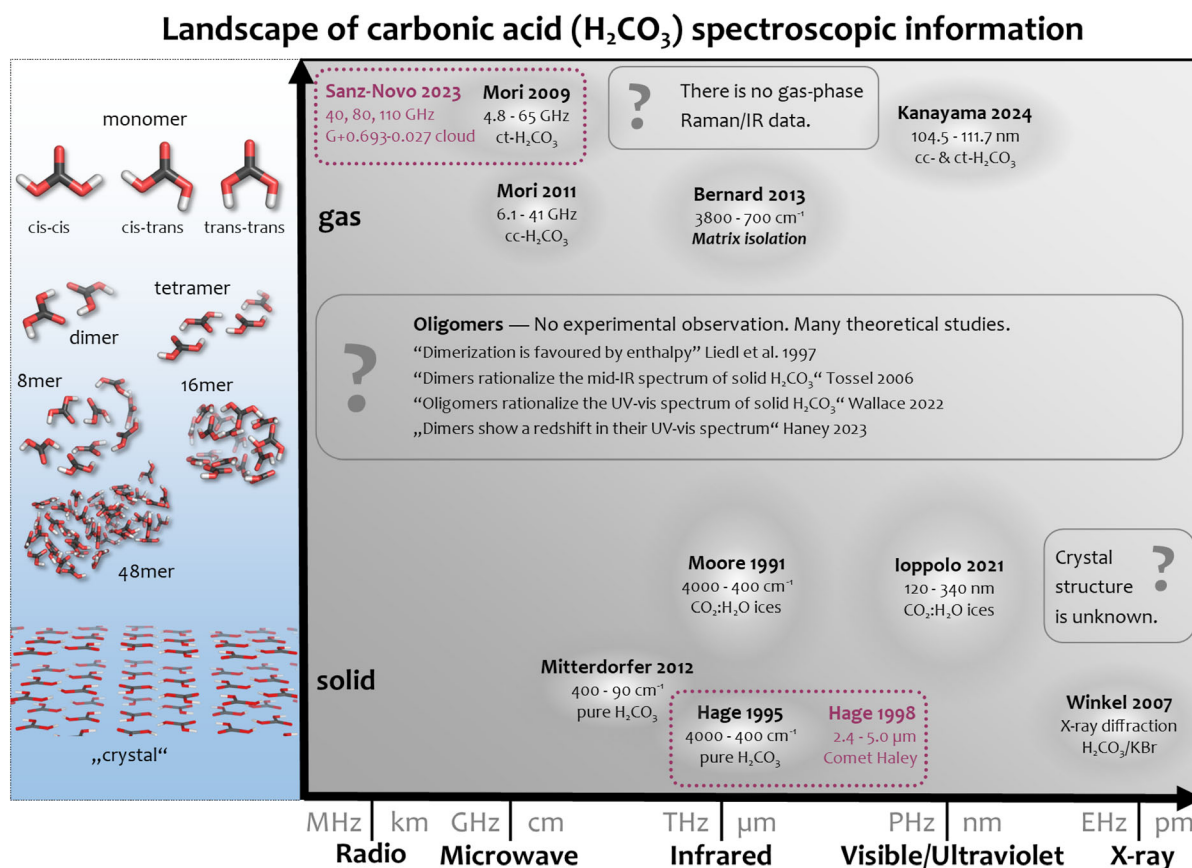 Landscape of carbonic acid (H₂CO₃) spectroscopic information
monomer
cis-cis
cis-trans
trans-trans
dimer
tetramer
8mer
16mer
48mer
„crystal“
gas
solid
Sanz-Novo 2023
40, 80, 110 GHz
G+0.693-0.027 cloud
Mori 2009
4.8 - 65 GHz
ct-H₂CO₃
?
There is no gas-phase
Raman/IR data.
Kanayama 2024
104.5 - 111.7 nm
cc- & ct-H₂CO₃
Mori 2011
6.1 - 41 GHz
cc-H₂CO₃
Bernard 2013
3800 - 700 cm⁻¹
Matrix isolation
?
Oligomers — No experimental observation. Many theoretical studies.
“Dimerization is favoured by enthalpy” Liedl et al. 1997
“Dimers rationalize the mid-IR spectrum of solid H₂CO₃“ Tossel 2006
“Oligomers rationalize the UV-vis spectrum of solid H₂CO₃“ Wallace 2022
„Dimers show a redshift in their UV-vis spectrum“ Haney 2023
Moore 1991
4000 - 400 cm⁻¹
CO₂:H₂O ices
Ioppolo 2021
120 - 340 nm
CO₂:H₂O ices
Crystal
structure
is unknown.
?
Mitterdorfer 2012
400 - 90 cm⁻¹
pure H₂CO₃
Hage 1995
4000 - 400 cm⁻¹
pure H₂CO₃
Hage 1998
2.4 - 5.0 µm
Comet Haley
Winkel 2007
X-ray diffraction
H₂CO₃/KBr
MHz km GHz cm THz µm PHz nm EHz pm
Radio Microwave Infrared Visible/Ultraviolet X-ray